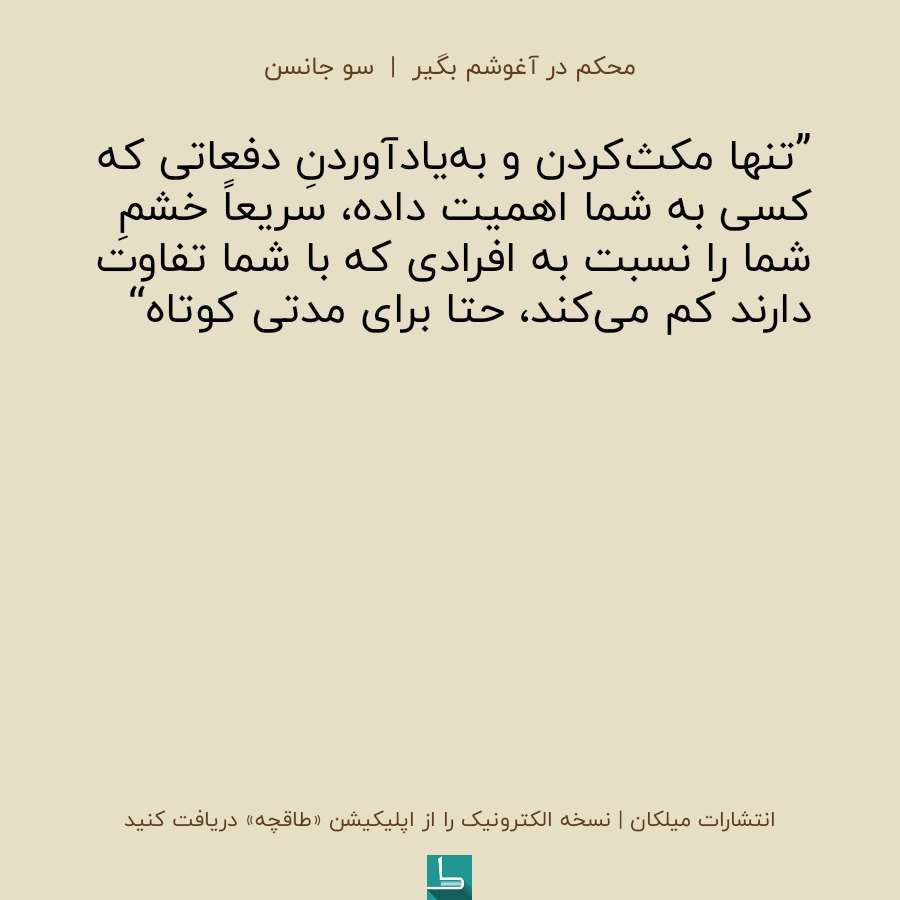 محکم در آغوشم بگیر | سو جانسن
”تنها مکث‌کردن و به‌یادآوردنِ دفعاتی که
کسی به شما اهمیت داده، سریعاً خشمِ
شما را نسبت به افرادی که با شما تفاوت
دارند کم می‌کند، حتا برای مدتی کوتاه“
انتشارات میلکان | نسخه الکترونیک را از اپلیکیشن «طاقچه» دریافت کنید